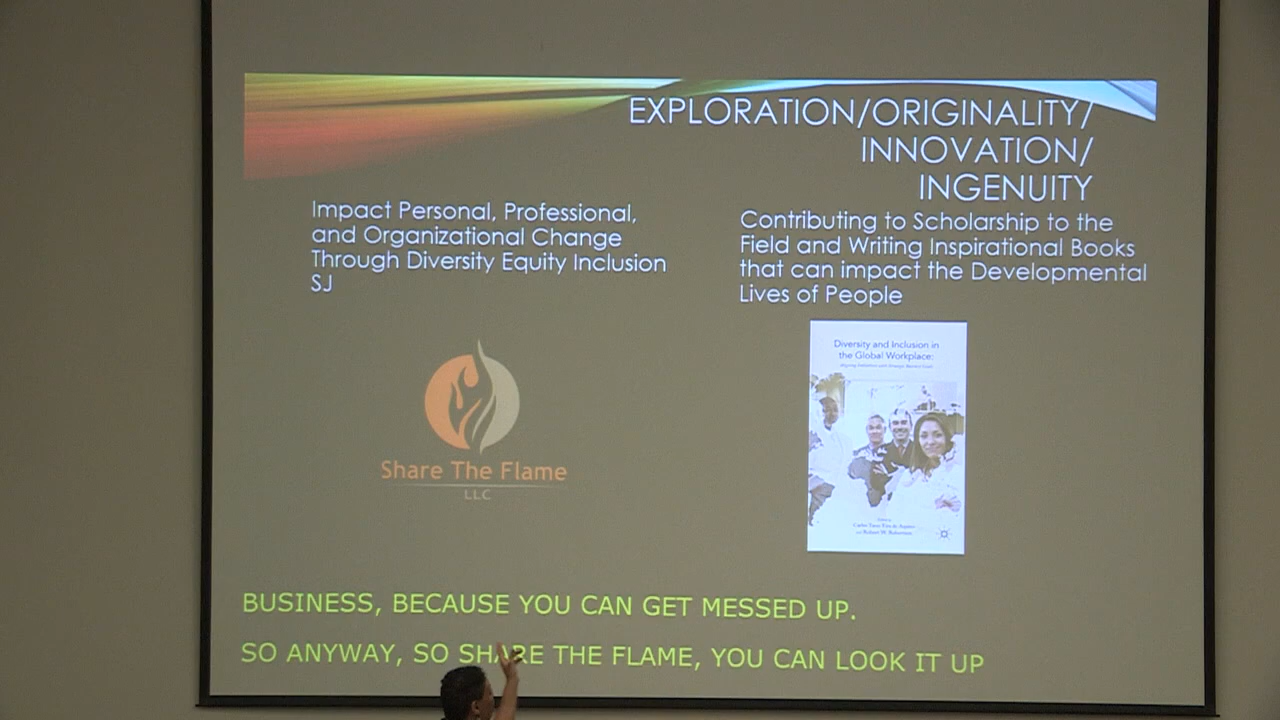 EXPLORATION/ORIGINALITY/
INNOVATION/
INGENUITY
Impact Personal, Professional,
and Organizational Change
Through Diversity Equity Inclusion
SJ
Contributing to Scholarship to the
Field and Writing Inspirational Books
that can impact the Developmental
Lives of People
Share The Flame
LLC
Diversity and Inclusion in
the Global Workplace:
BUSINESS, BECAUSE YOU CAN GET MESSED UP.
SO ANYWAY, SO SHARE THE FLAME, YOU CAN LOOK IT UP